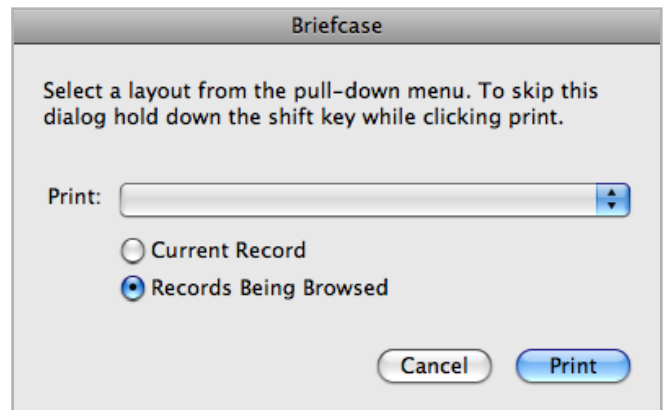 Briefcase
Select a layout from the pull-down menu. To skip this
dialog hold down the shift key while clicking print.
Print:
Current Record
Records Being Browsed
Cancel Print